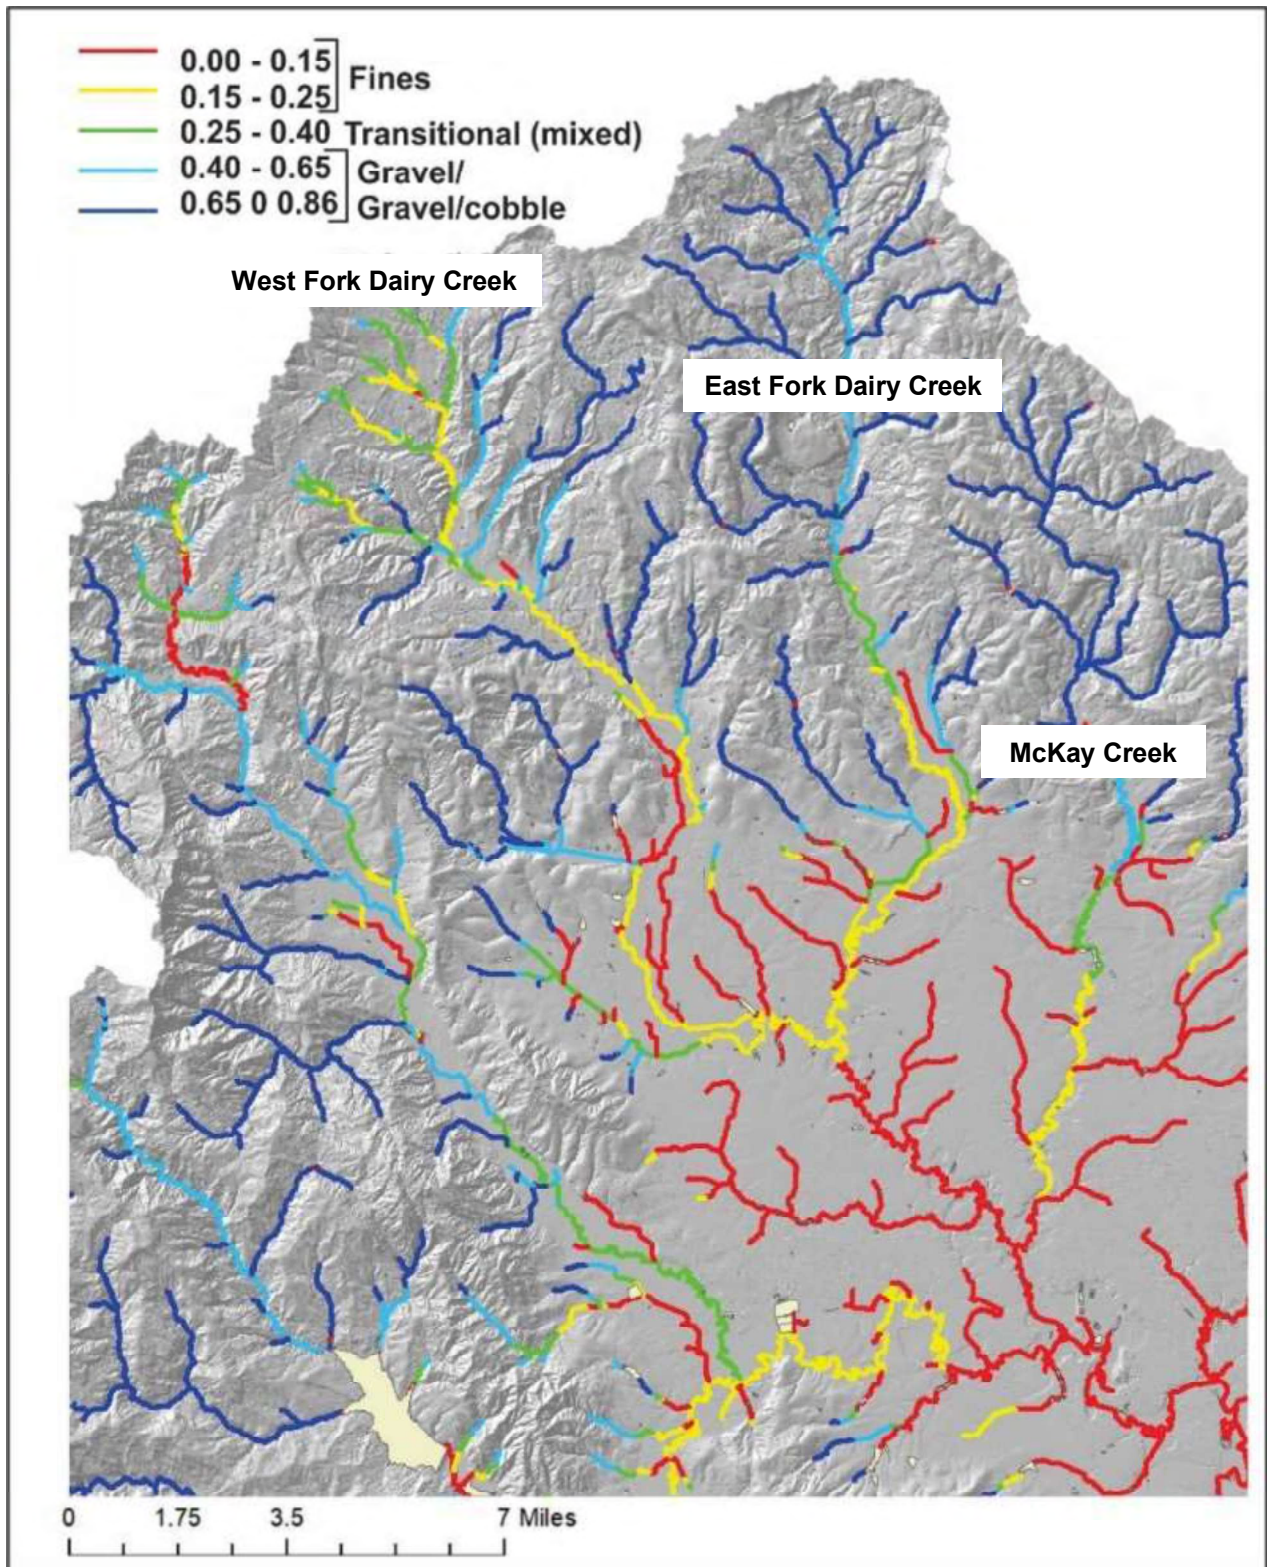 0.00 - 0.15
0.15 - 0.25
Fines
0.25 - 0.40 Transitional (mixed)
0.40 - 0.65
0.65 0 0.86
Gravel/
Gravel/cobble
West Fork Dairy Creek
East Fork Dairy Creek
McKay Creek
0 1.75 3.5 7 Miles